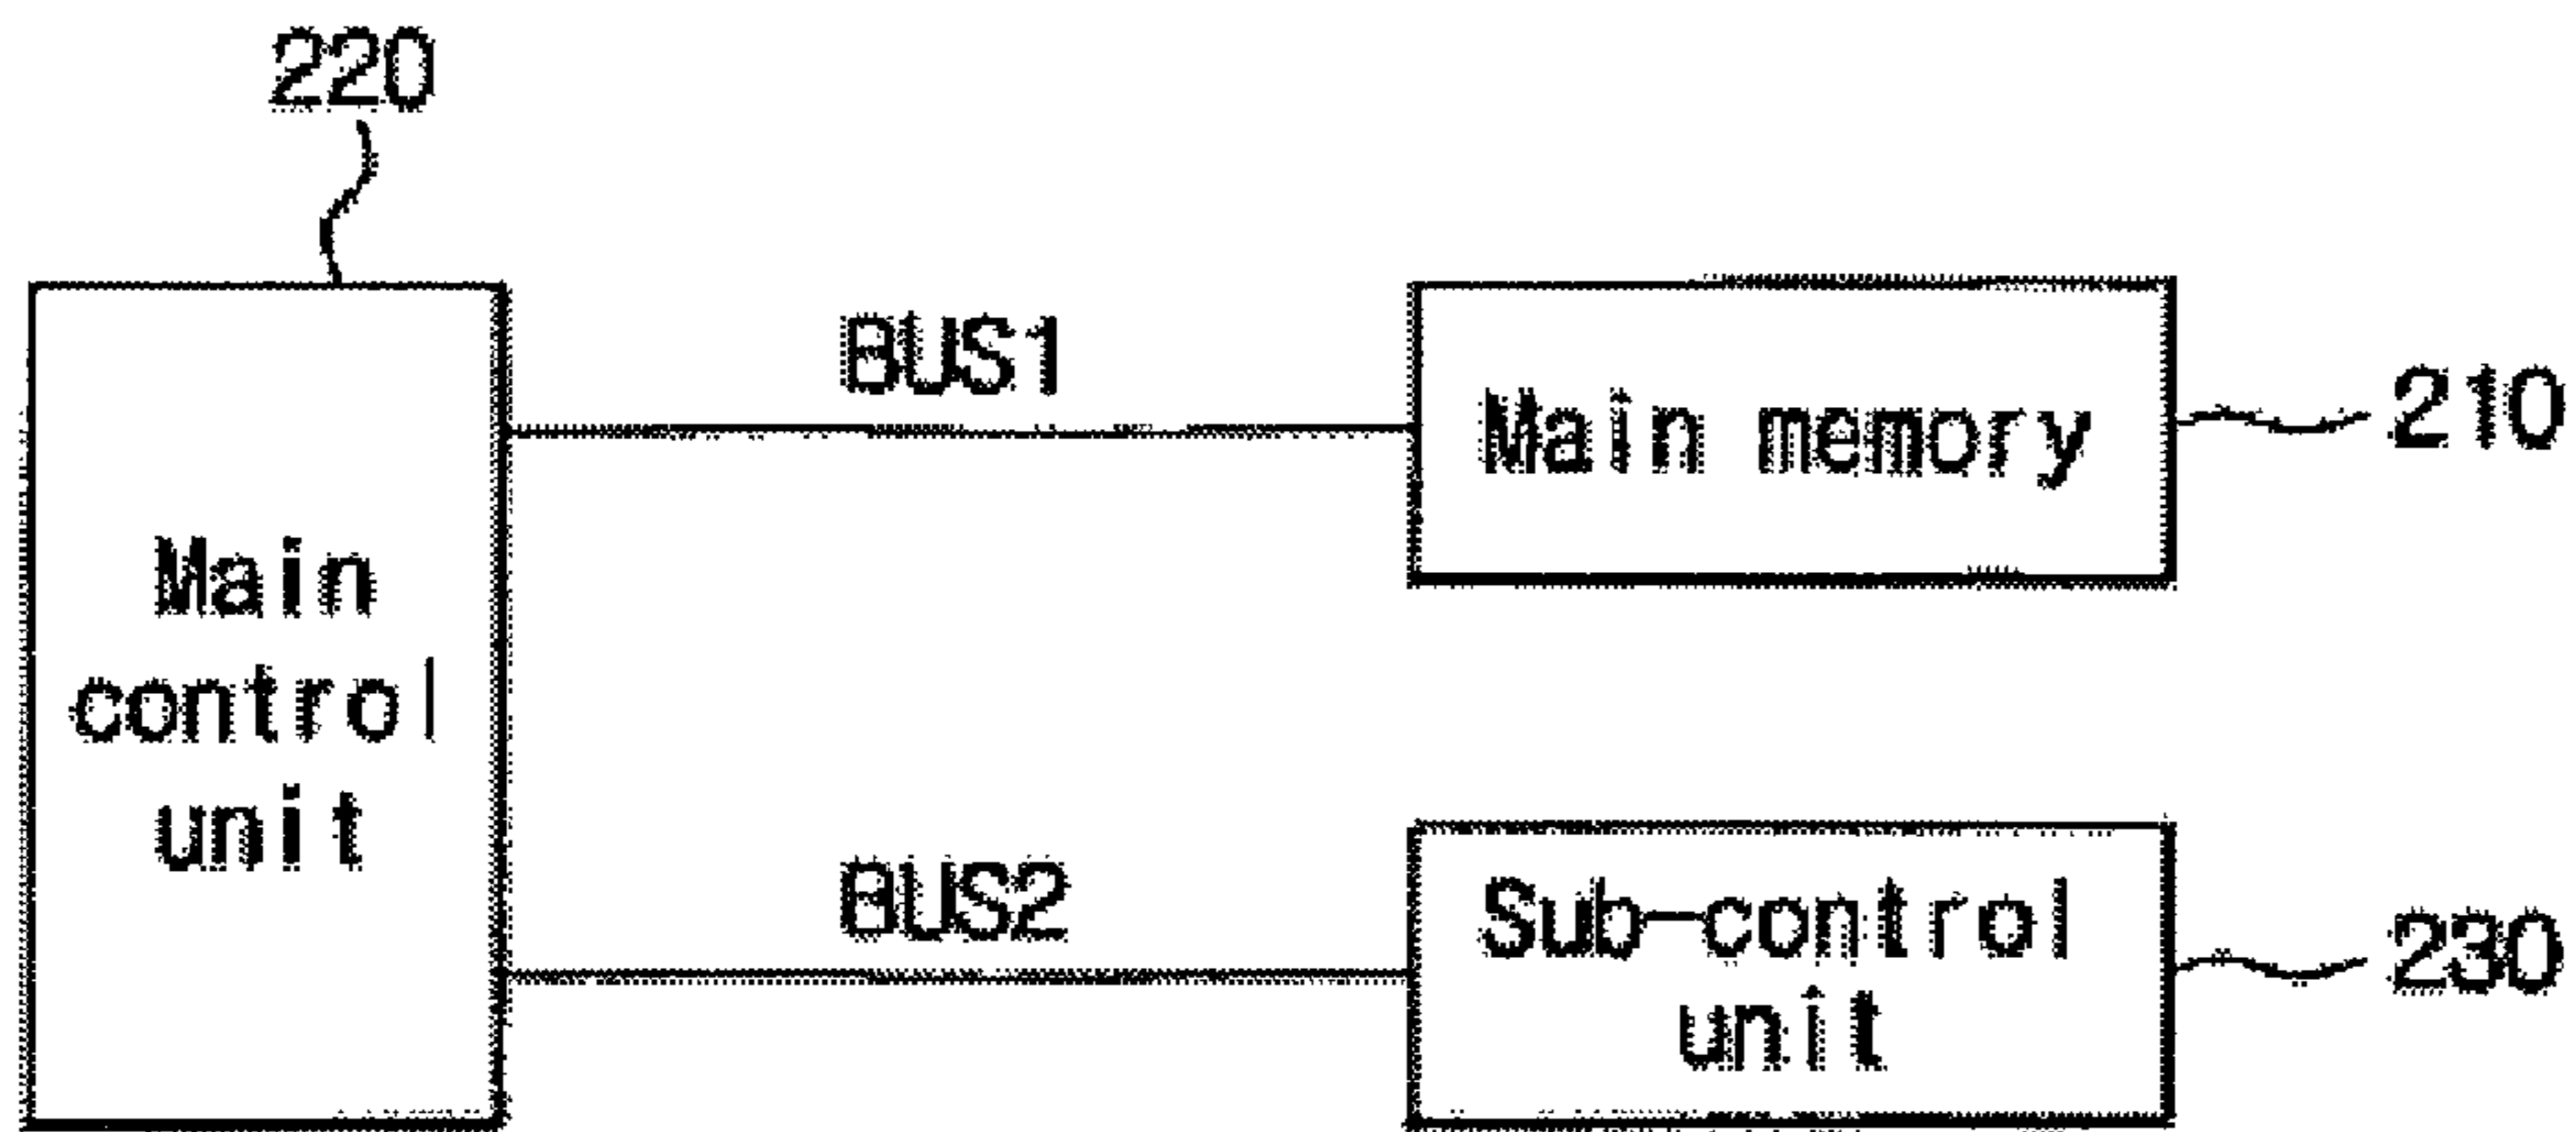 220
BUS1
Main memory
210
Main
control
unit
BUS2
Sub-control
unit
230